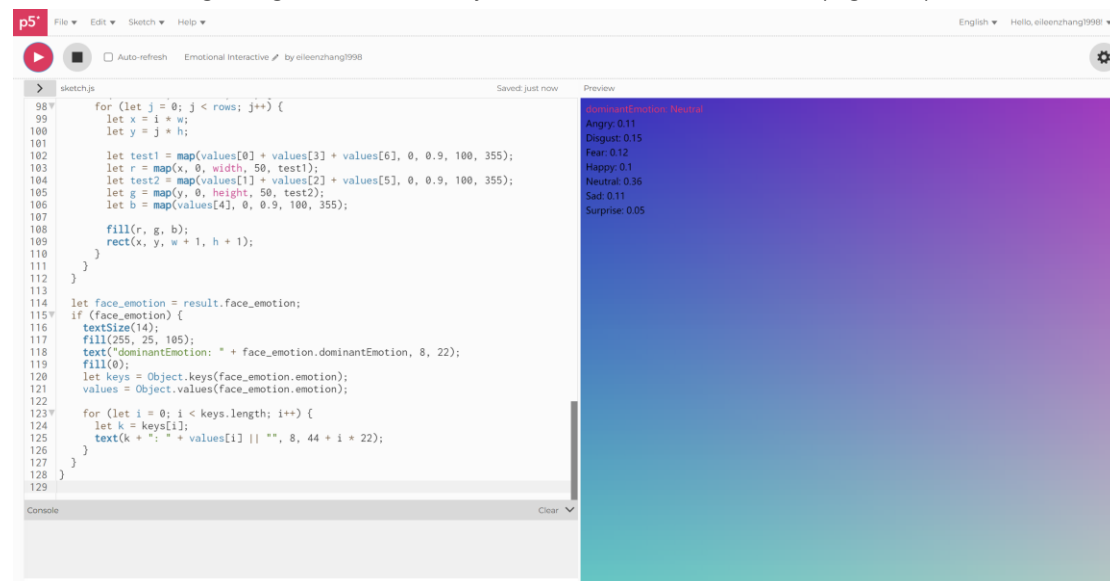 p5* File Edit Sketch Help English Hello, eileenzhang1998!
Auto-refresh Emotional Interactive by eileenzhang1998
sketch.js Saved: just now Preview
98 for (let j = 0; j < rows; j++) {
99 let x = i * w;
100 let y = j * h;
101
102 let test1 = map(values[0] + values[3] + values[6], 0, 0.9, 100, 355);
103 let r = map(x, 0, width, 50, test1);
104 let test2 = map(values[1] + values[2] + values[5], 0, 0.9, 100, 355);
105 let g = map(y, 0, height, 50, test2);
106 let b = map(values[4], 0, 0.9, 100, 355);
107
108 fill(r, g, b);
109 rect(x, y, w + 1, h + 1);
110 }
111 }
112 }
113
114 let face_emotion = result.face_emotion;
115 if (face_emotion) {
116 textSize(14);
117 fill(255, 25, 105);
118 text("dominantEmotion: " + face_emotion.dominantEmotion, 8, 22);
119 fill(0);
120 let keys = Object.keys(face_emotion.emotion);
121 values = Object.values(face_emotion.emotion);
122
123 for (let i = 0; i < keys.length; i++) {
124 let k = keys[i];
125 text(k + ": " + values[i] || "", 8, 44 + i * 22);
126 }
127 }
128 }
129
Console Clear
dominantEmotion: Neutral
Angry: 0.11
Disgust: 0.15
Fear: 0.12
Happy: 0.1
Neutral: 0.36
Sad: 0.11
Surprise: 0.05